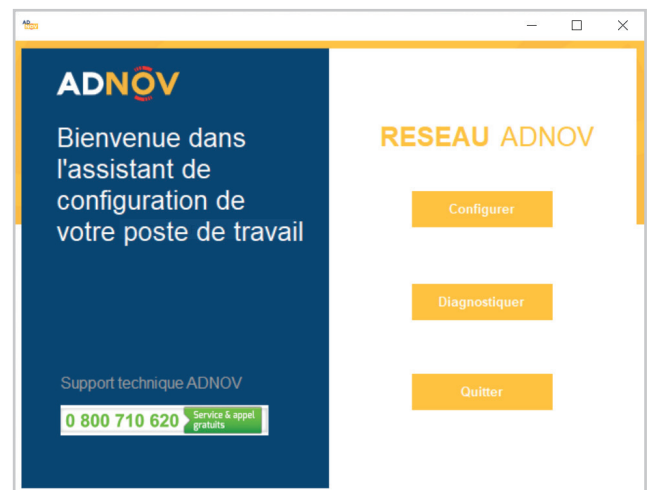 ADNOV
Bienvenue dans
l'assistant de
configuration de
votre poste de travail
Support technique ADNOV
0 800 710 620 Service & appel
gratuits
RESEAU ADNOV
Configurer
Diagnostiquer
Quitter